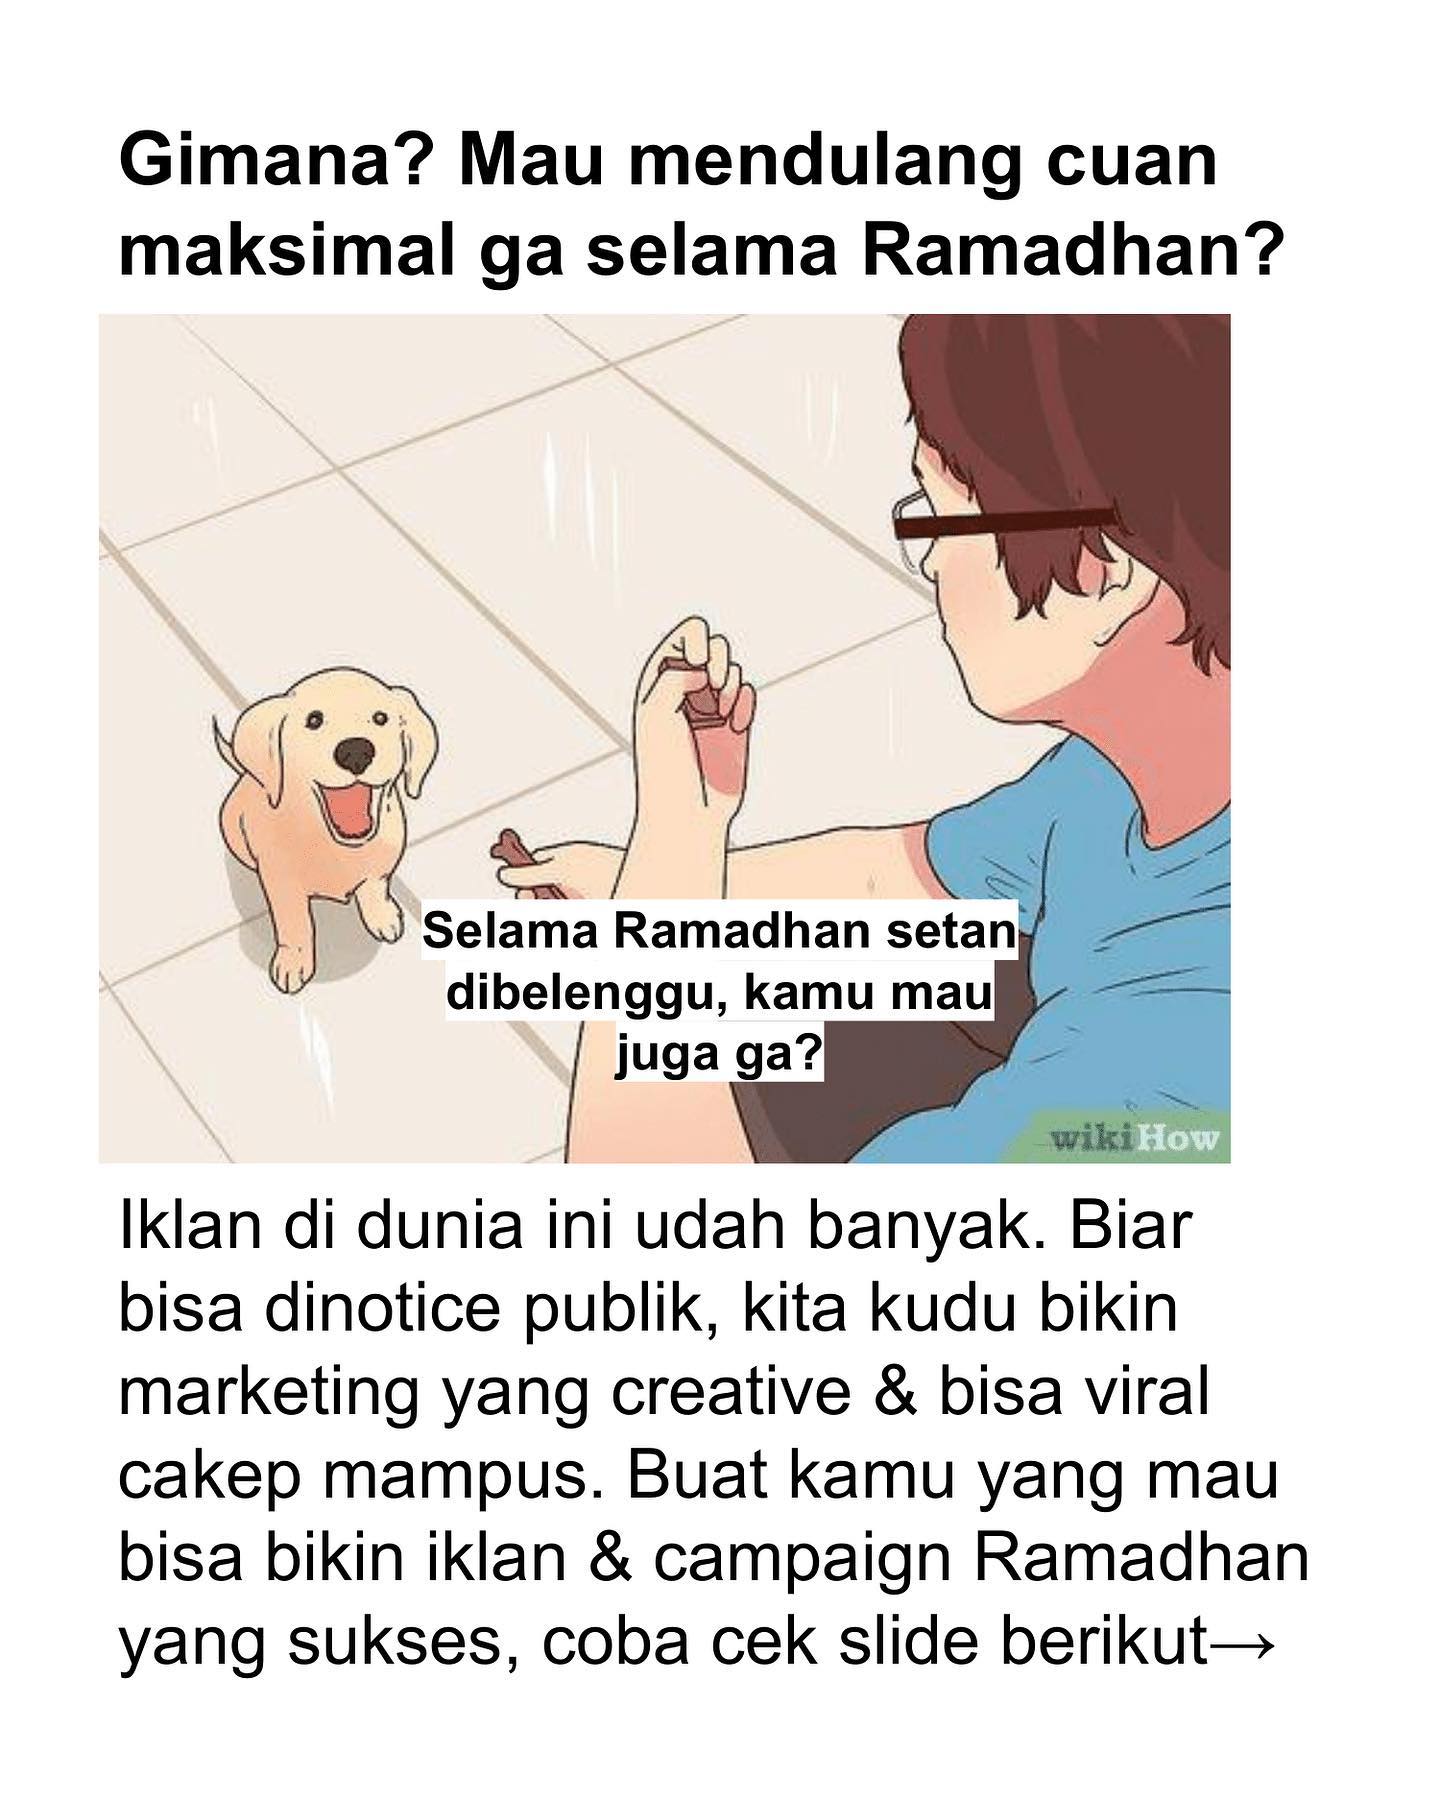 Gimana? Mau mendulang cuan
maksimal ga selama Ramadhan?
Selama Ramadhan setan
dibelenggu, kamu mau
juga ga?
wikiHow
Iklan di dunia ini udah banyak. Biar
bisa dinotice publik, kita kudu bikin
marketing yang creative & bisa viral
cakep mampus. Buat kamu yang mau
bisa bikin iklan & campaign Ramadhan
yang sukses, coba cek slide berikut→